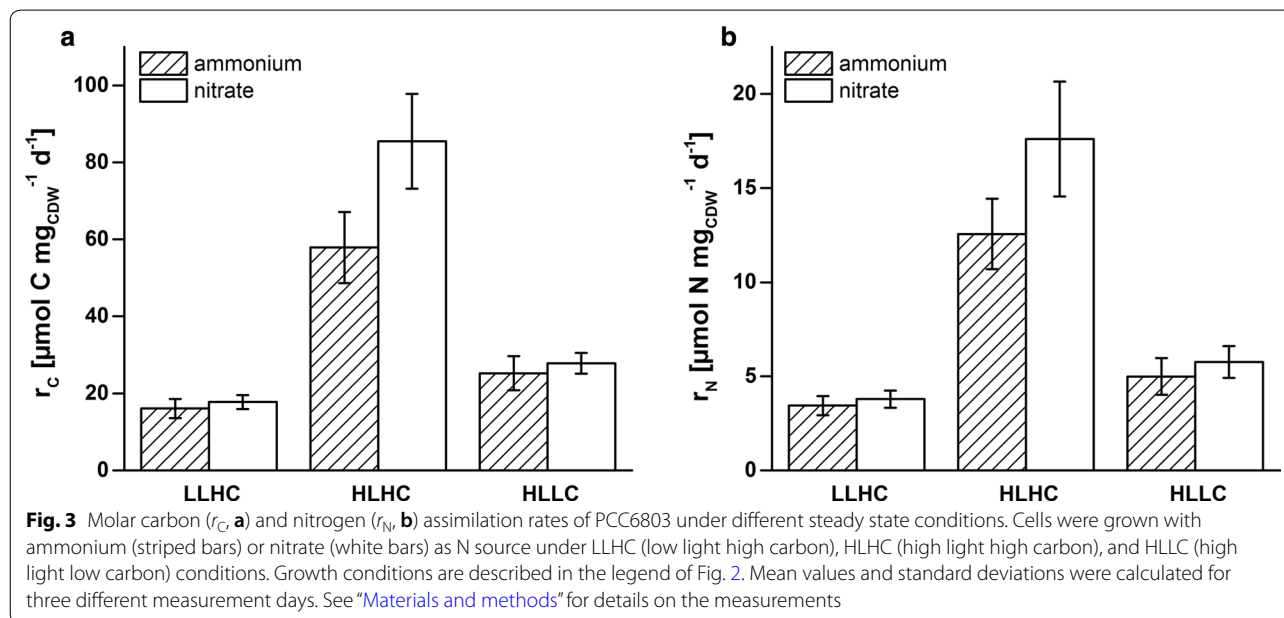 a
ammonium
nitrate
100
80
60
40
20
0
r_C [µmol C mg_CDW^-1 d^-1]
LLHC HLHC HLLC
b
ammonium
nitrate
20
15
10
5
0
r_N [µmol N mg_CDW^-1 d^-1]
LLHC HLHC HLLC
Fig. 3 Molar carbon (r_C, a) and nitrogen (r_N, b) assimilation rates of PCC6803 under different steady state conditions. Cells were grown with
ammonium (striped bars) or nitrate (white bars) as N source under LLHC (low light high carbon), HLHC (high light high carbon), and HLLC (high
light low carbon) conditions. Growth conditions are described in the legend of Fig. 2. Mean values and standard deviations were calculated for
three different measurement days. See “Materials and methods” for details on the measurements